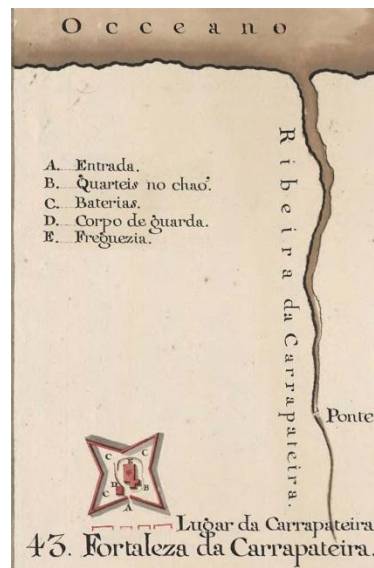 Occeano
A. Entrada.
B. Quarteis no chaõ.
C. Baterias.
D. Corpo de guarda.
E. Freguezia.
Ribeira da Carrapateira.
Ponte
C C
E
D B
C
A
Lugar da Carrapateira
43. Fortaleza da Carrapateira.